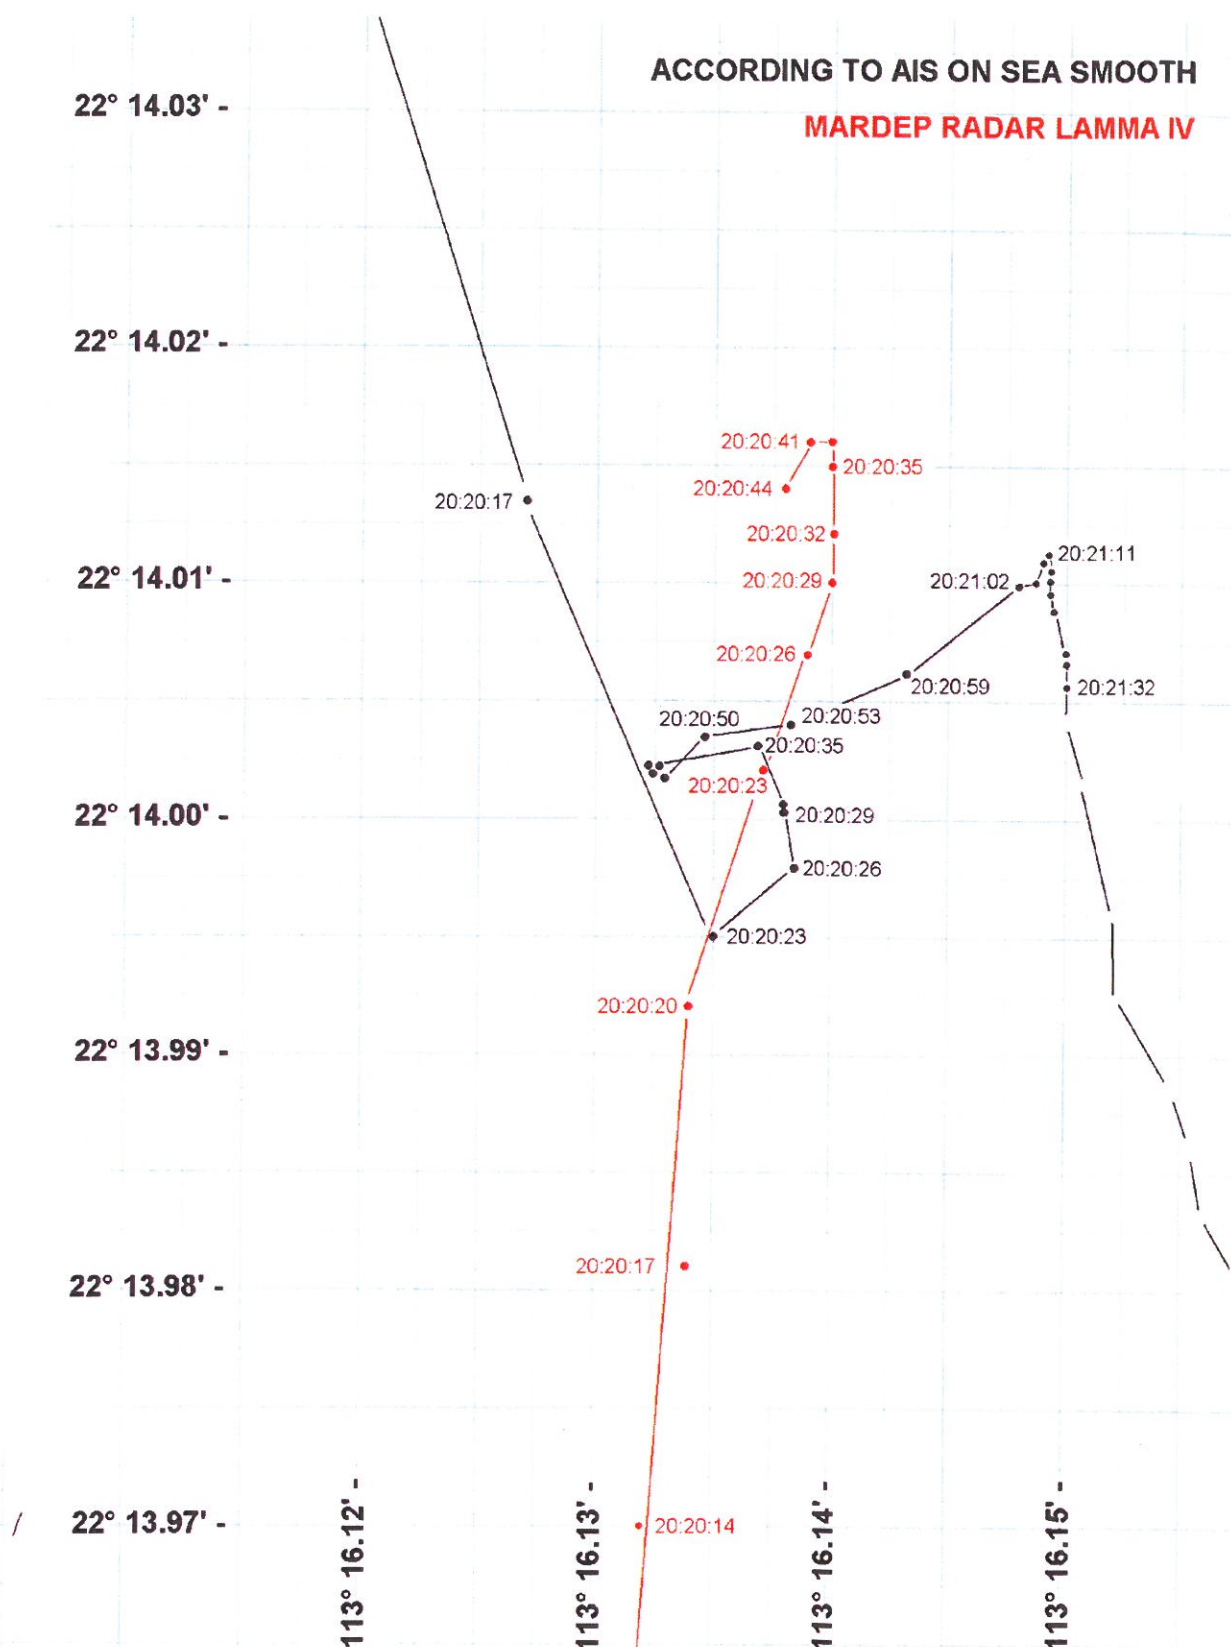 ACCORDING TO AIS ON SEA SMOOTH
22° 14.03' -
MARDEP RADAR LAMMA IV
22° 14.02' -
20:20:41
20:20:35
20:20:44
20:20:17
20:20:32
20:21:11
22° 14.01' -
20:20:29
20:21:02
20:20:26
20:20:59
20:21:32
20:20:50
20:20:53
20:20:35
20:20:23
22° 14.00' -
20:20:29
20:20:26
20:20:23
20:20:20
22° 13.99' -
20:20:17
22° 13.98' -
22° 13.97' -
20:20:14
113° 16.12' -
113° 16.13' -
113° 16.14' -
113° 16.15' -